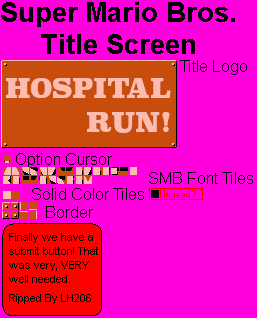 Super Mario Bros.
Title Screen
Title Logo
HOSPITAL
RUN!
Option Cursor
SMB Font Tiles
Solid Color Tiles
Unused?
Border
Finally we have a
submit button! That
was very, VERY
well needed.
Ripped By LH206